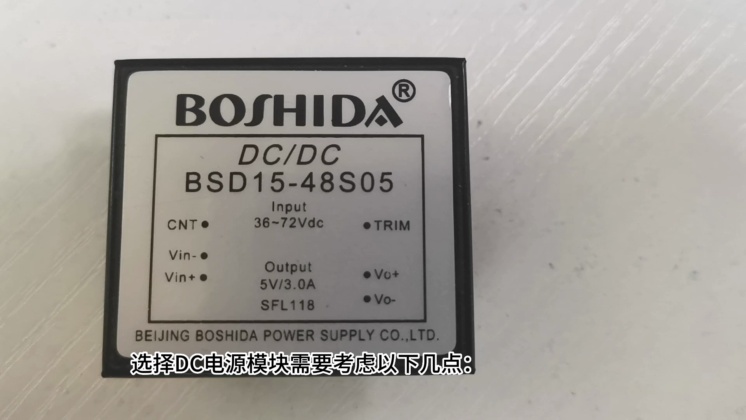 BOSHIDA®
DC/DC
BSD15-48S05
Input
36~72Vdc
CNT
TRIM
Vin-
Vin+
Output
5V/3.0A
SFL118
Vo+
Vo-
BEIJING BOSHIDA POWER SUPPLY CO.,LTD.
选择DC电源模块需要考虑以下几点：